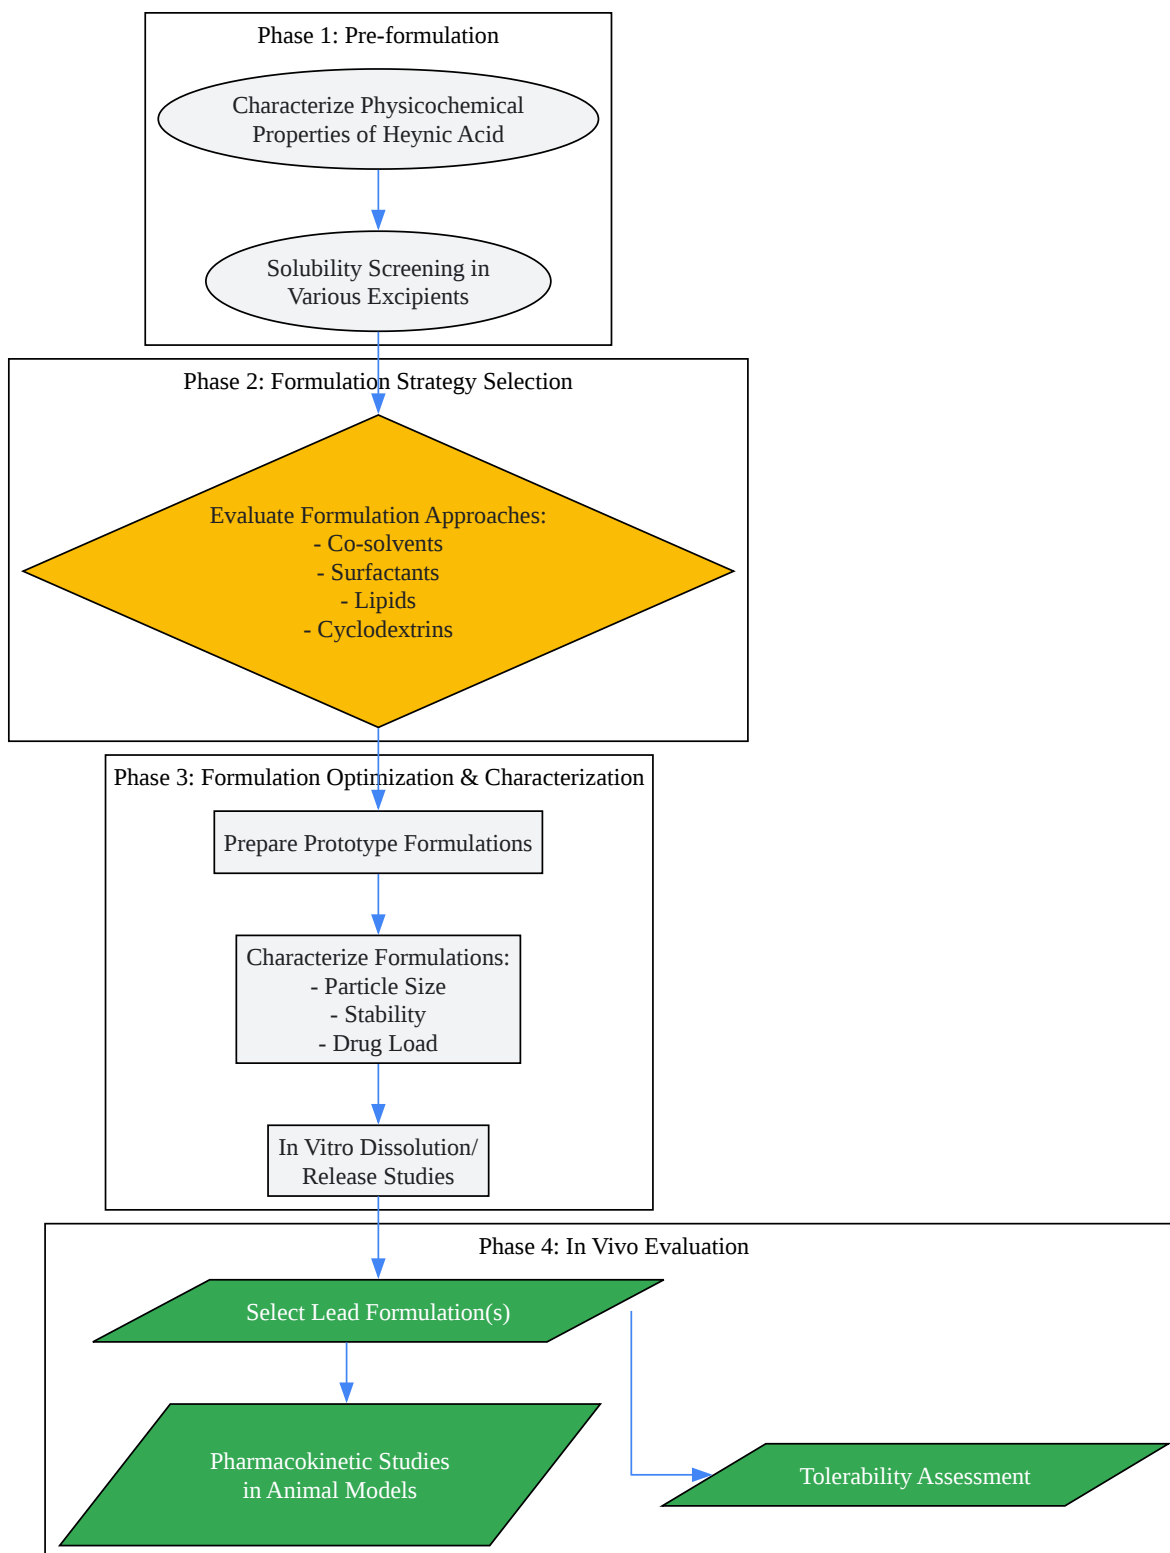 Phase 1: Pre-formulation
Characterize Physicochemical
Properties of Heynic Acid
Solubility Screening in
Various Excipients
Phase 2: Formulation Strategy Selection
Evaluate Formulation Approaches:
- Co-solvents
- Surfactants
- Lipids
- Cyclodextrins
Phase 3: Formulation Optimization & Characterization
Prepare Prototype Formulations
Characterize Formulations:
- Particle Size
- Stability
- Drug Load
In Vitro Dissolution/
Release Studies
Phase 4: In Vivo Evaluation
Select Lead Formulation(s)
Pharmacokinetic Studies
in Animal Models
Tolerability Assessment